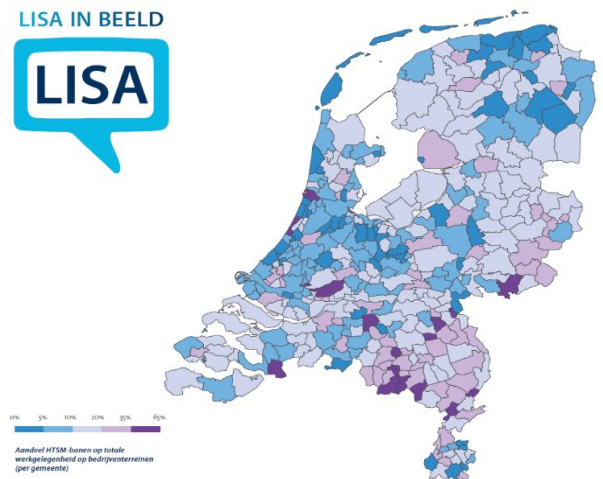 LISA IN BEELD
LISA
0% 5% 10% 20% 35% 65%
Aandeel HTSM-banen op totale
werkgelegenheid op bedrijventerreinen
(per gemeente)